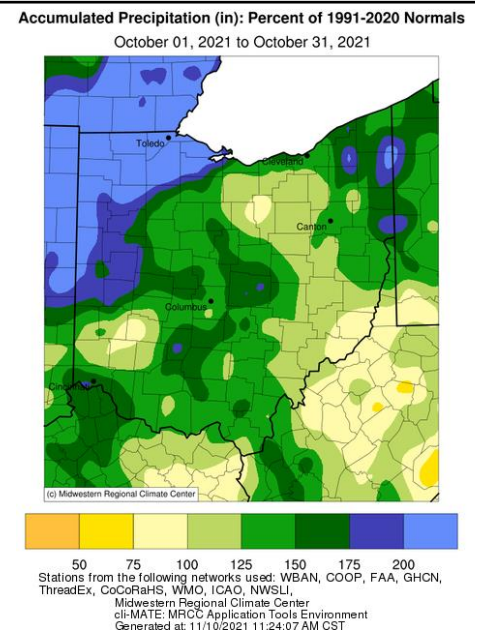 Accumulated Precipitation (in): Percent of 1991-2020 Normals
October 01, 2021 to October 31, 2021
Toledo
Cleveland
Canton
Columbus
Cincinnati
(c) Midwestern Regional Climate Center
50 75 100 125 150 175 200
Stations from the following networks used: WBAN, COOP, FAA, GHCN,
ThreadEx, CoCoRaHS, WMO, ICAO, NWSLI,
Midwestern Regional Climate Center
cli-MATE: MRCC Application Tools Environment
Generated at: 11/10/2021 11:24:07 AM CST